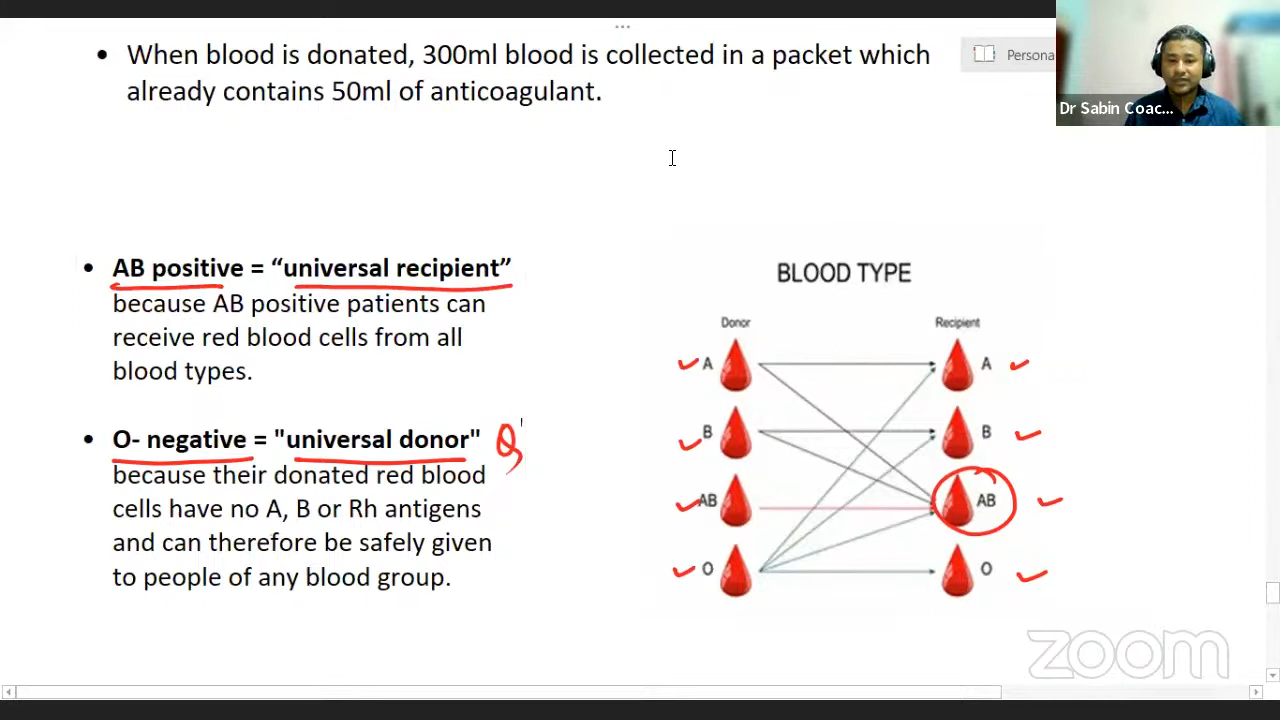 • When blood is donated, 300ml blood is collected in a packet which
already contains 50ml of anticoagulant.
Persona
Dr Sabin Coac...
• AB positive = “universal recipient”
because AB positive patients can
receive red blood cells from all
blood types.
• O- negative = "universal donor"
because their donated red blood
cells have no A, B or Rh antigens
and can therefore be safely given
to people of any blood group.
BLOOD TYPE
Donor Recipient
A A
B B
AB AB
O O
zoom